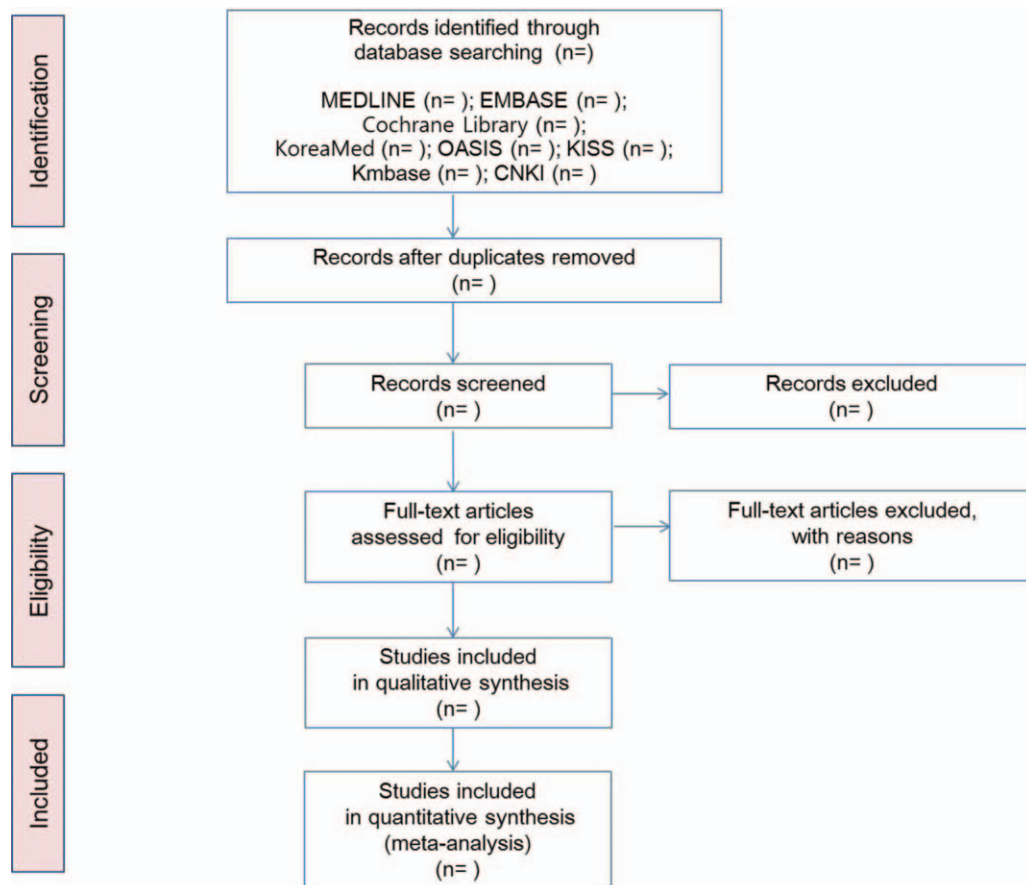 Identification
Records identified through
database searching (n=)
MEDLINE (n= ); EMBASE (n= );
Cochrane Library (n= );
KoreaMed (n= ); OASIS (n= ); KISS (n= );
Kmbase (n= ); CNKI (n= )
Screening
Records after duplicates removed
(n= )
Records screened
(n= )
Records excluded
(n= )
Eligibility
Full-text articles
assessed for eligibility
(n= )
Full-text articles excluded,
with reasons
(n= )
Studies included
in qualitative synthesis
(n= )
Included
Studies included
in quantitative synthesis
(meta-analysis)
(n= )